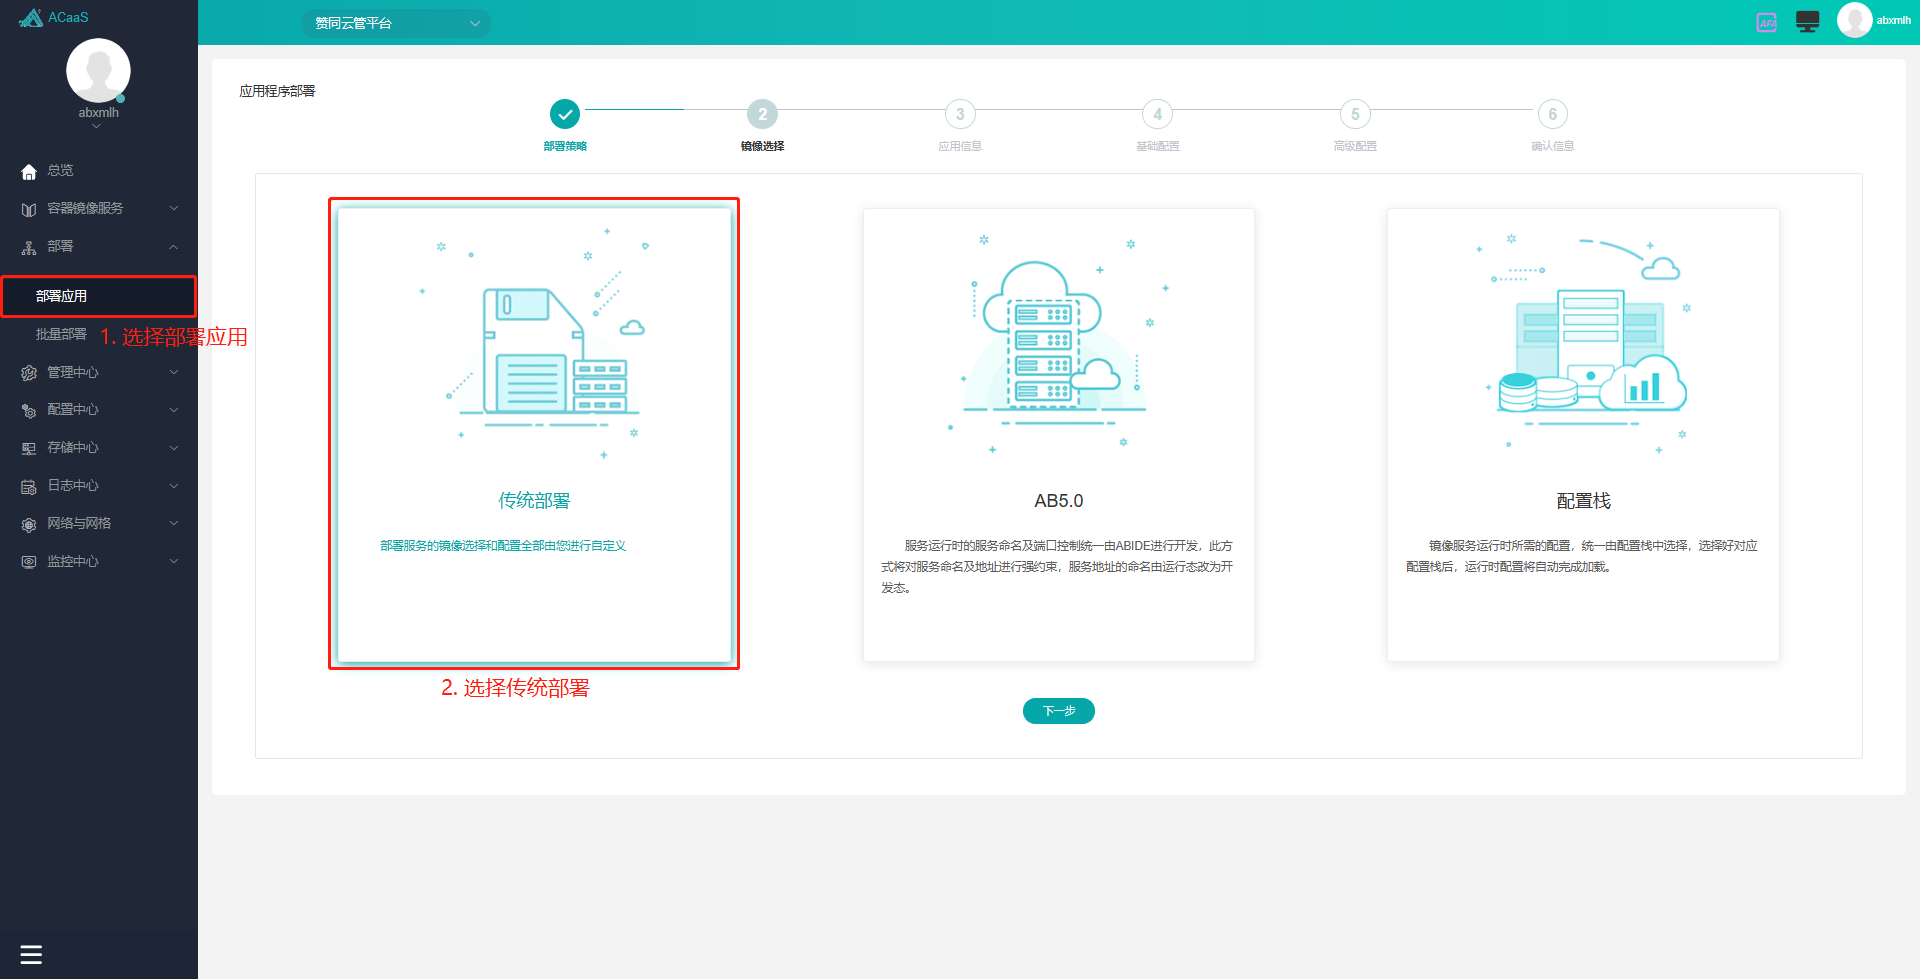 ACaaS
赞同云管平台
AFA
abxmlh
abxmlh
总览
容器镜像服务
部署
部署应用
批量部署
1. 选择部署应用
管理中心
配置中心
存储中心
日志中心
网络与网格
监控中心
应用程序部署
2
3
4
5
6
部署策略
镜像选择
应用信息
基础配置
高级配置
确认信息
传统部署
部署服务的镜像选择和配置全部由您进行自定义
2. 选择传统部署
AB5.0
服务运行时的服务命名及端口控制统一由ABIDE进行开发，此方
式将对服务命名及地址进行强约束，服务地址的命名由运行态改为开
发态。
配置栈
镜像服务运行时所需的配置，统一由配置栈中选择，选择好对应
配置栈后，运行时配置将自动完成加载。
下一步